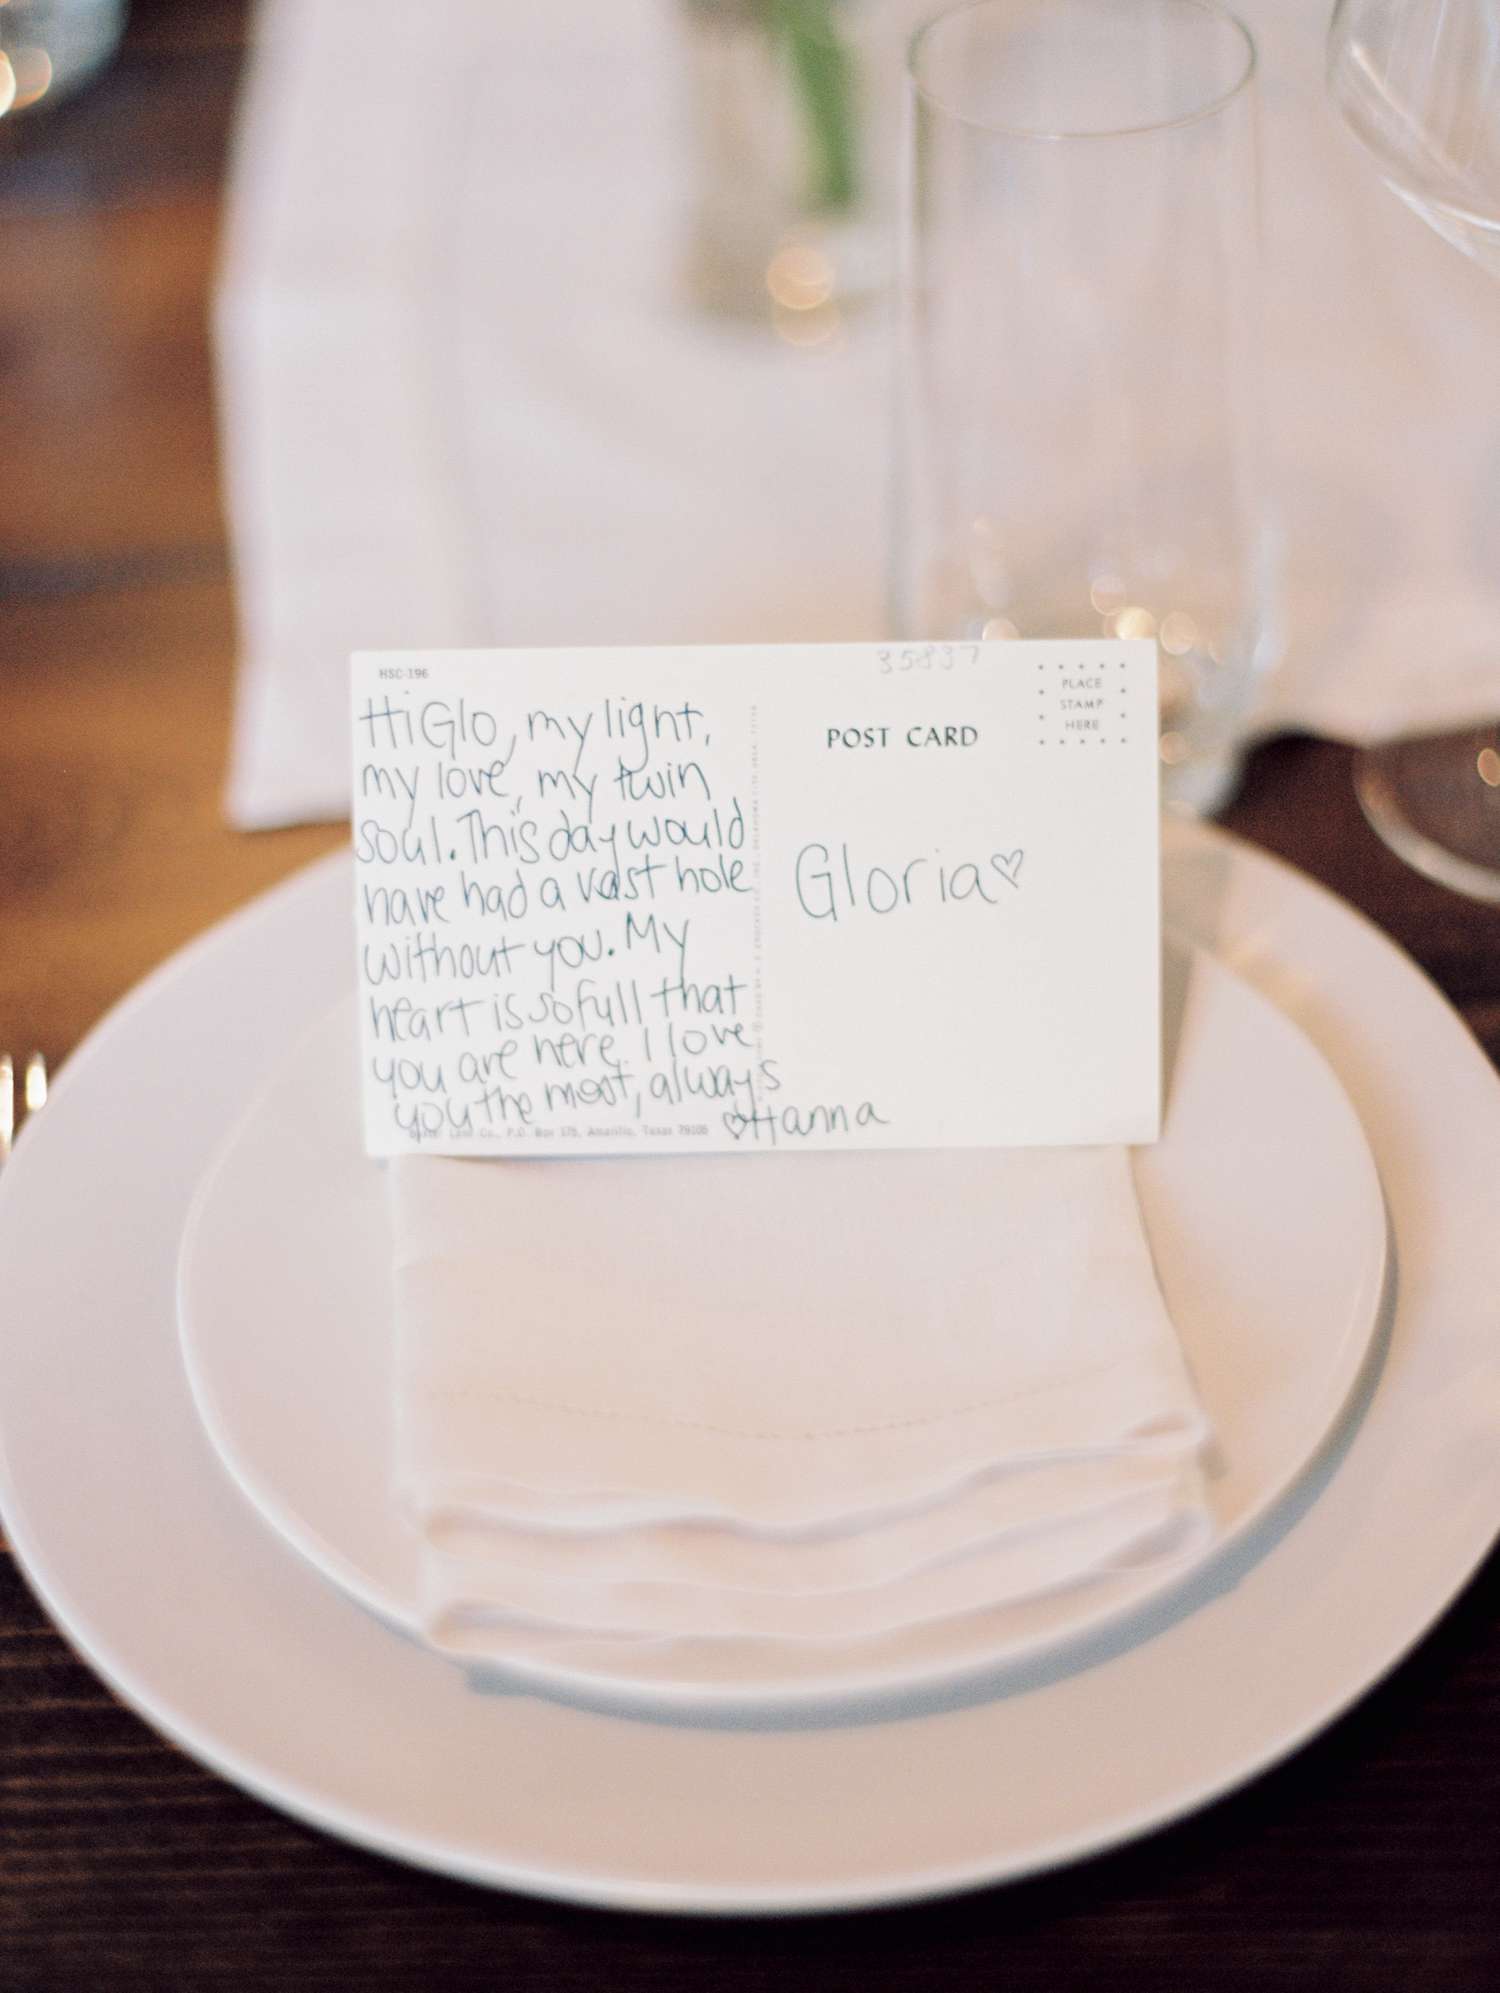 HSC-196
35837
PLACE
STAMP
HERE
POST CARD
Hi Glo, my light,
my love, my twin
soul. This day would
have had a vast hole
without you. My
heart is so full that
you are here. I love
you the most, always
♡ Hanna
Gloria ♡
Co., P.O. Box 175, Amarillo, Texas 79105